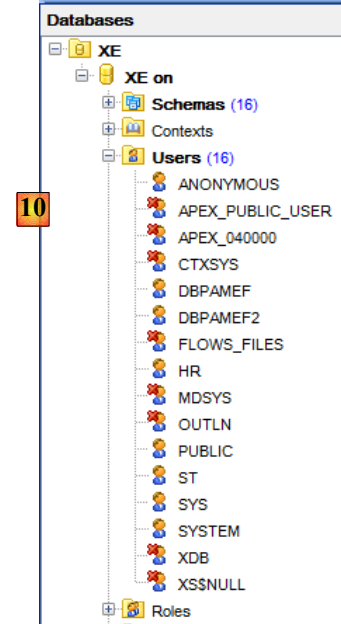 Databases
XE
XE on
Schemas (16)
Contexts
Users (16)
ANONYMOUS
10
APEX_PUBLIC_USER
APEX_040000
CTXSYS
DBPAMEF
DBPAMEF2
FLOWS_FILES
HR
MDSYS
OUTLN
PUBLIC
ST
SYS
SYSTEM
XDB
XS$NULL
Roles